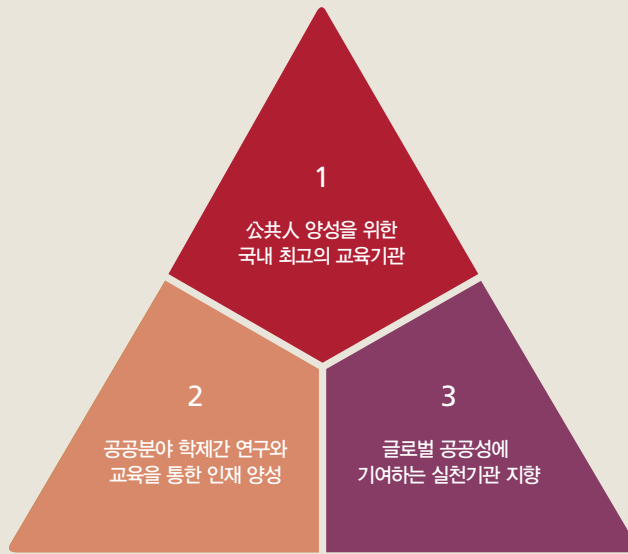 1
公共人 양성을 위한
국내 최고의 교육기관
2
공공분야 학제간 연구와
교육을 통한 인재 양성
3
글로벌 공공성에
기여하는 실천기관 지향